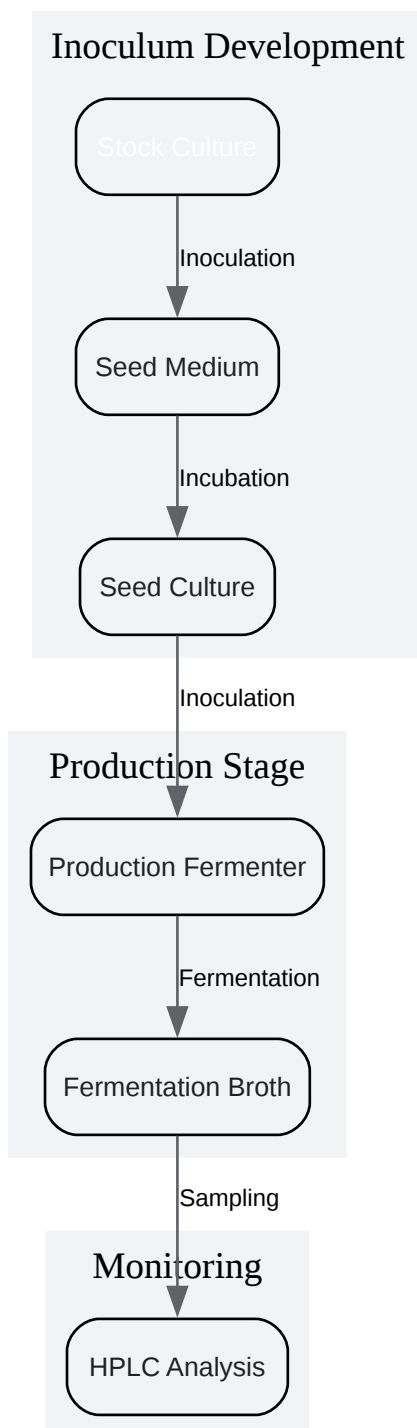 Inoculum Development
Stock Culture
Inoculation
Seed Medium
Incubation
Seed Culture
Inoculation
Production Stage
Production Fermenter
Fermentation
Fermentation Broth
Sampling
Monitoring
HPLC Analysis